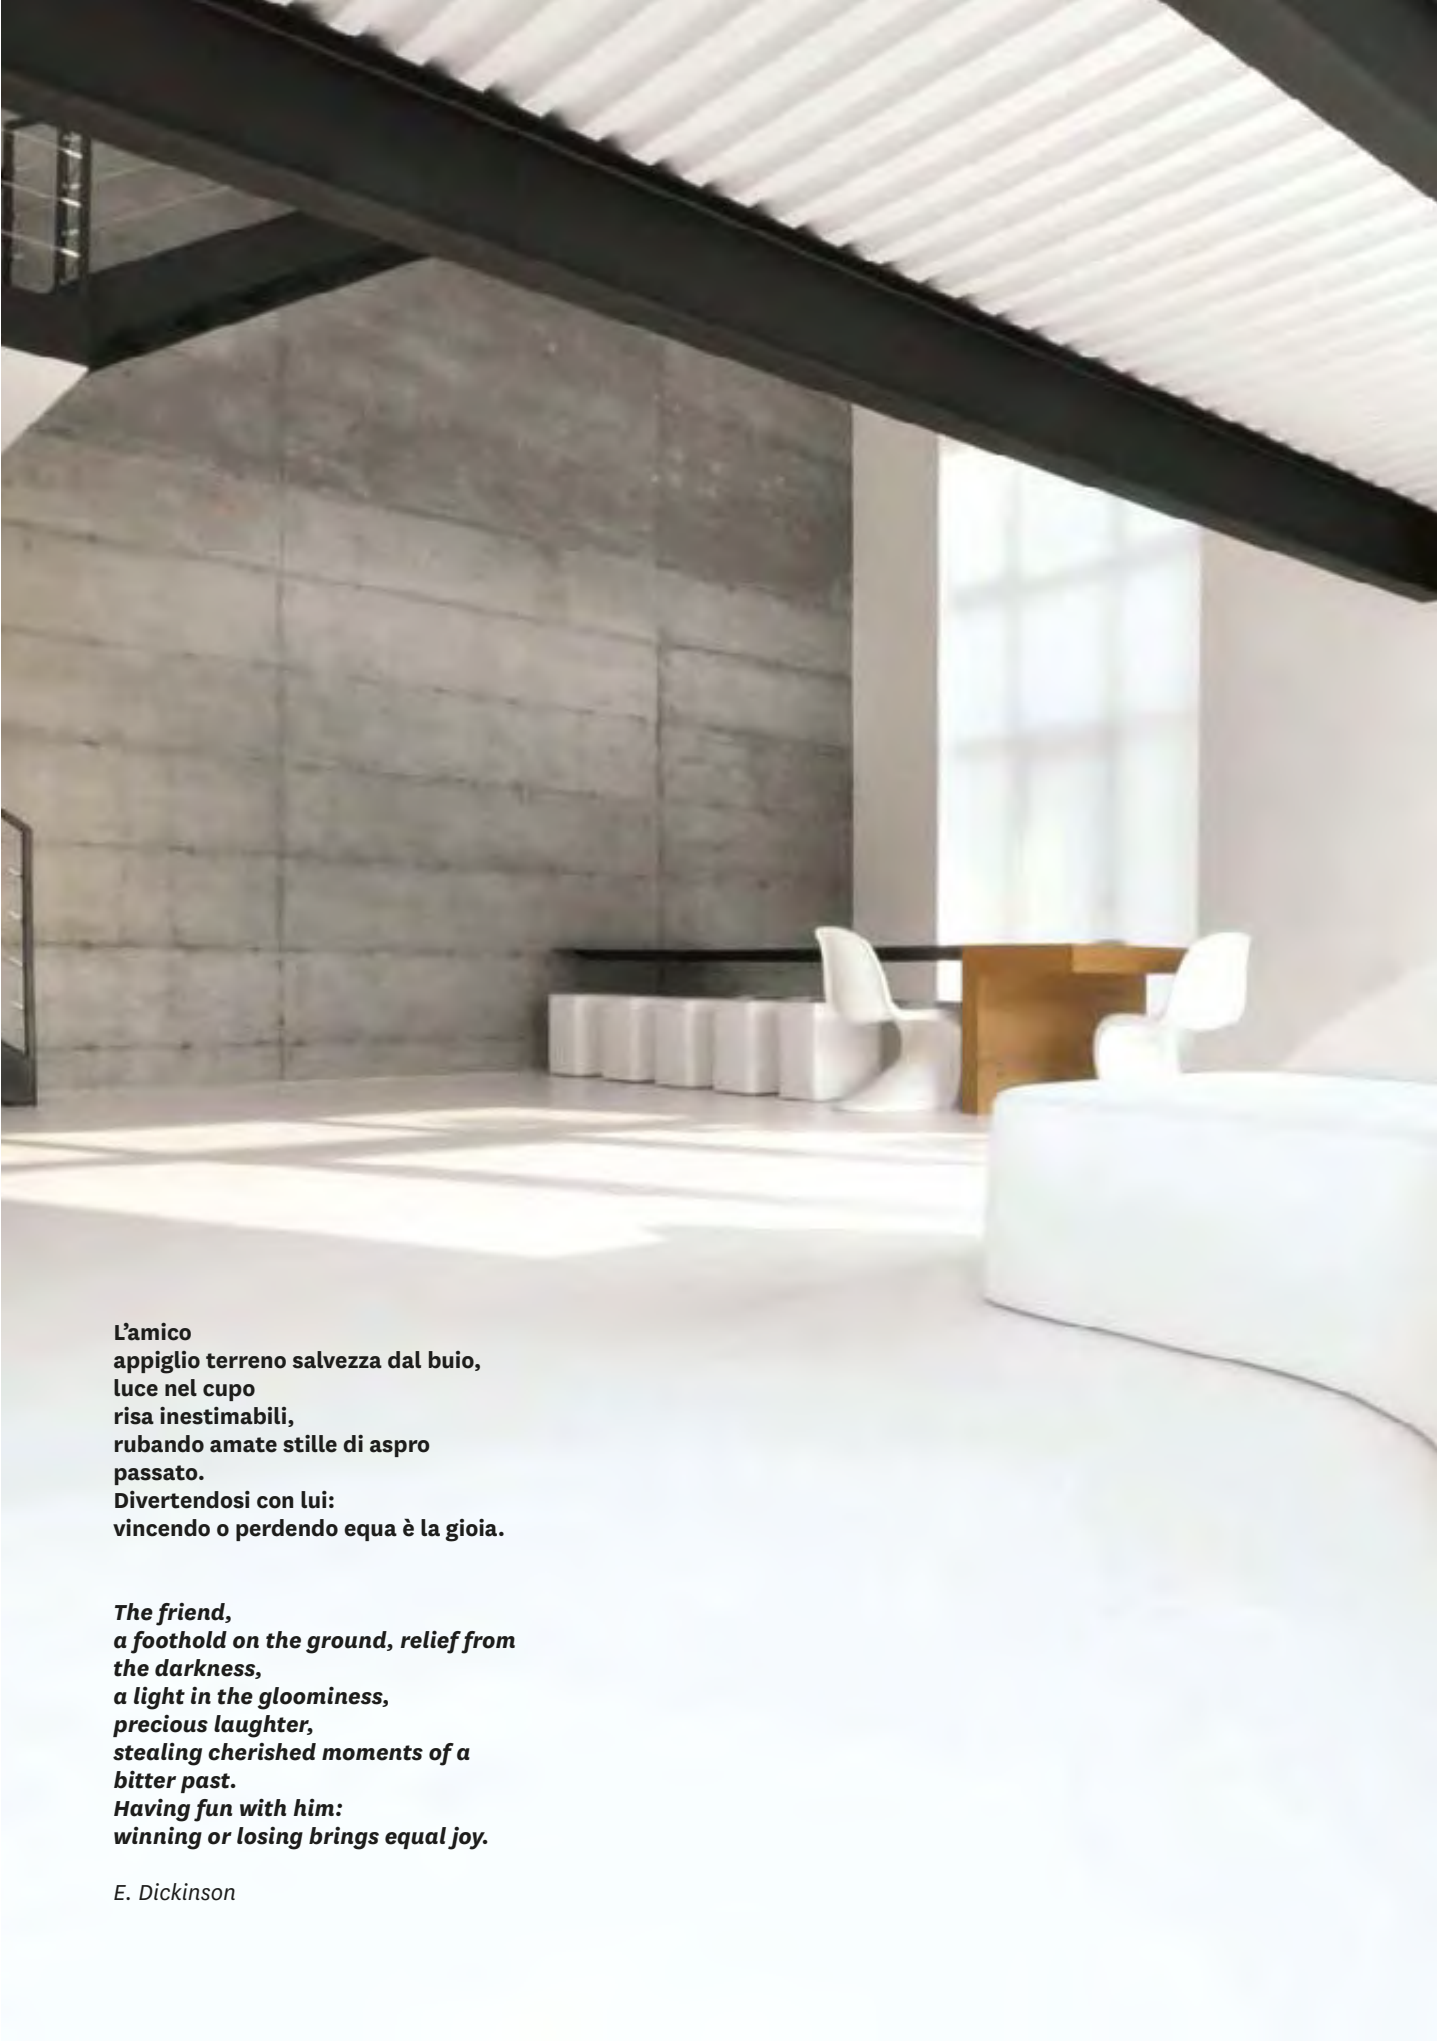 L’amico
appiglio terreno salvezza dal buio,
luce nel cupo
risa inestimabili,
rubando amate stille di aspro
passato.
Divertendosi con lui:
vincendo o perdendo equa è la gioia.
The friend,
a foothold on the ground, relief from
the darkness,
a light in the gloominess,
precious laughter,
stealing cherished moments of a
bitter past.
Having fun with him:
winning or losing brings equal joy.
E. Dickinson